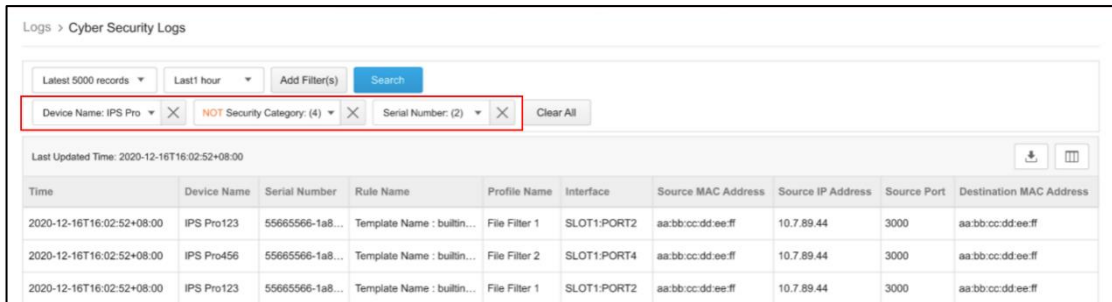 Logs > Cyber Security Logs
Latest 5000 records Last1 hour Add Filter(s) Search
Device Name: IPS Pro NOT Security Category: (4) Serial Number: (2) Clear All
Last Updated Time: 2020-12-16T16:02:52+08:00
Time Device Name Serial Number Rule Name Profile Name Interface Source MAC Address Source IP Address Source Port Destination MAC Address
2020-12-16T16:02:52+08:00 IPS Pro123 55665566-1a8... Template Name : builtin... File Filter 1 SLOT1:PORT2 aa:bb:cc:dd:ee:ff 10.7.89.44 3000 aa:bb:cc:dd:ee:ff
2020-12-16T16:02:52+08:00 IPS Pro456 55665566-1a8... Template Name : builtin... File Filter 2 SLOT1:PORT4 aa:bb:cc:dd:ee:ff 10.7.89.44 3000 aa:bb:cc:dd:ee:ff
2020-12-16T16:02:52+08:00 IPS Pro123 55665566-1a8... Template Name : builtin... File Filter 1 SLOT1:PORT2 aa:bb:cc:dd:ee:ff 10.7.89.44 3000 aa:bb:cc:dd:ee:ff